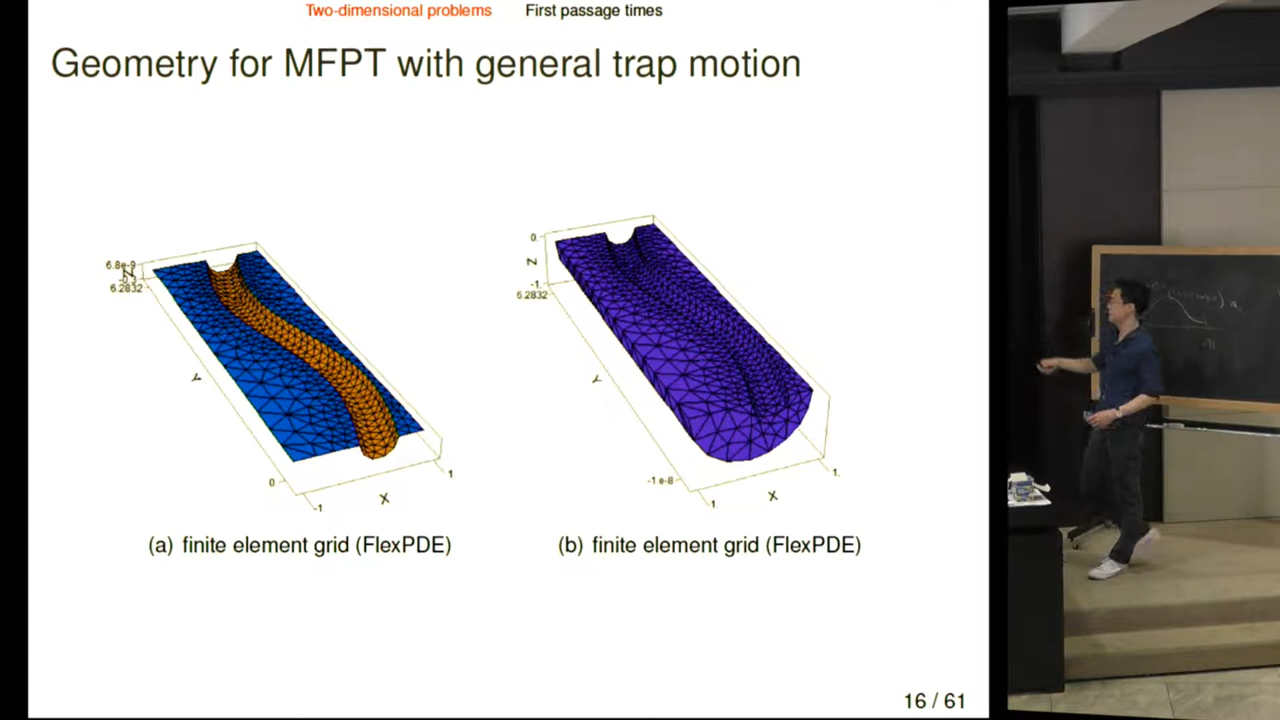 Two-dimensional problems First passage times
Geometry for MFPT with general trap motion
6.8e-9
Z
6.2832
Y
0
-1
X
1
0.
Z
-1.
6.2832
Y
-1 e-8
1
X
1.
(a) finite element grid (FlexPDE)
(b) finite element grid (FlexPDE)
16 / 61